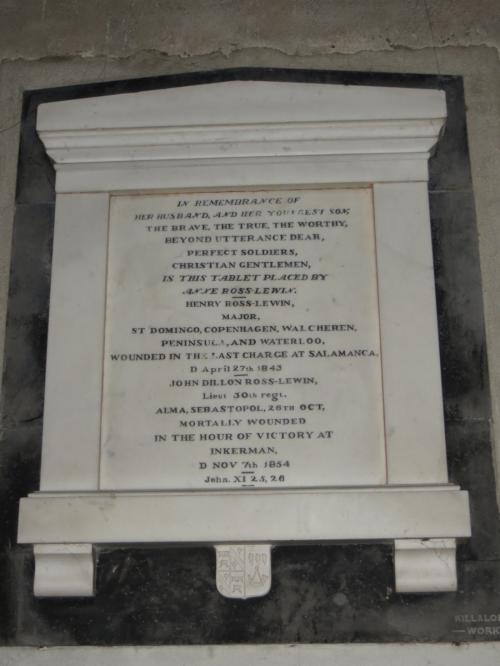 IN REMEMBRANCE OF
HER HUSBAND, AND HER YOUNGEST SON,
THE BRAVE, THE TRUE, THE WORTHY,
BEYOND UTTERANCE DEAR,
PERFECT SOLDIERS,
CHRISTIAN GENTLEMEN,
IS THIS TABLET PLACED BY
ANNE ROSS-LEWIN.
HENRY ROSS-LEWIN,
MAJOR,
ST DOMINGO, COPENHAGEN, WALCHEREN,
PENINSULA, AND WATERLOO,
WOUNDED IN THE LAST CHARGE AT SALAMANCA.
D April 27th 1843
JOHN DILLON ROSS-LEWIN,
Lieut 30th regt.
ALMA, SEBASTOPOL, 26TH OCT,
MORTALLY WOUNDED
IN THE HOUR OF VICTORY AT
INKERMAN,
D NOV 7th 1854
John. XI 25, 26
KILLALOE
WORKS